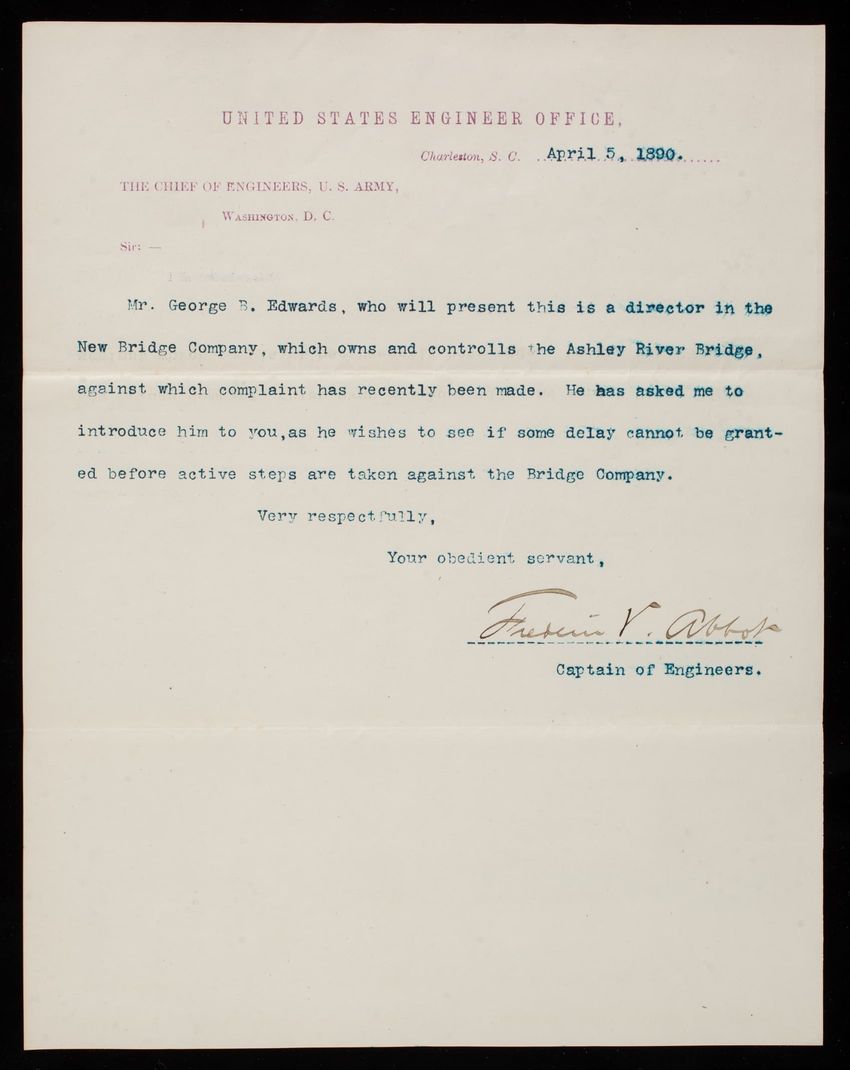 UNITED STATES ENGINEER OFFICE,
Charleston, S. C. April 5, 1890.
THE CHIEF OF ENGINEERS, U. S. ARMY,
WASHINGTON, D. C.
Sir: —
Mr. George B. Edwards, who will present this is a director in the
New Bridge Company, which owns and controlls the Ashley River Bridge,
against which complaint has recently been made. He has asked me to
introduce him to you,as he wishes to see if some delay cannot be grant-
ed before active steps are taken against the Bridge Company.
Very respectfully,
Your obedient servant,
V. Abbot
Captain of Engineers.